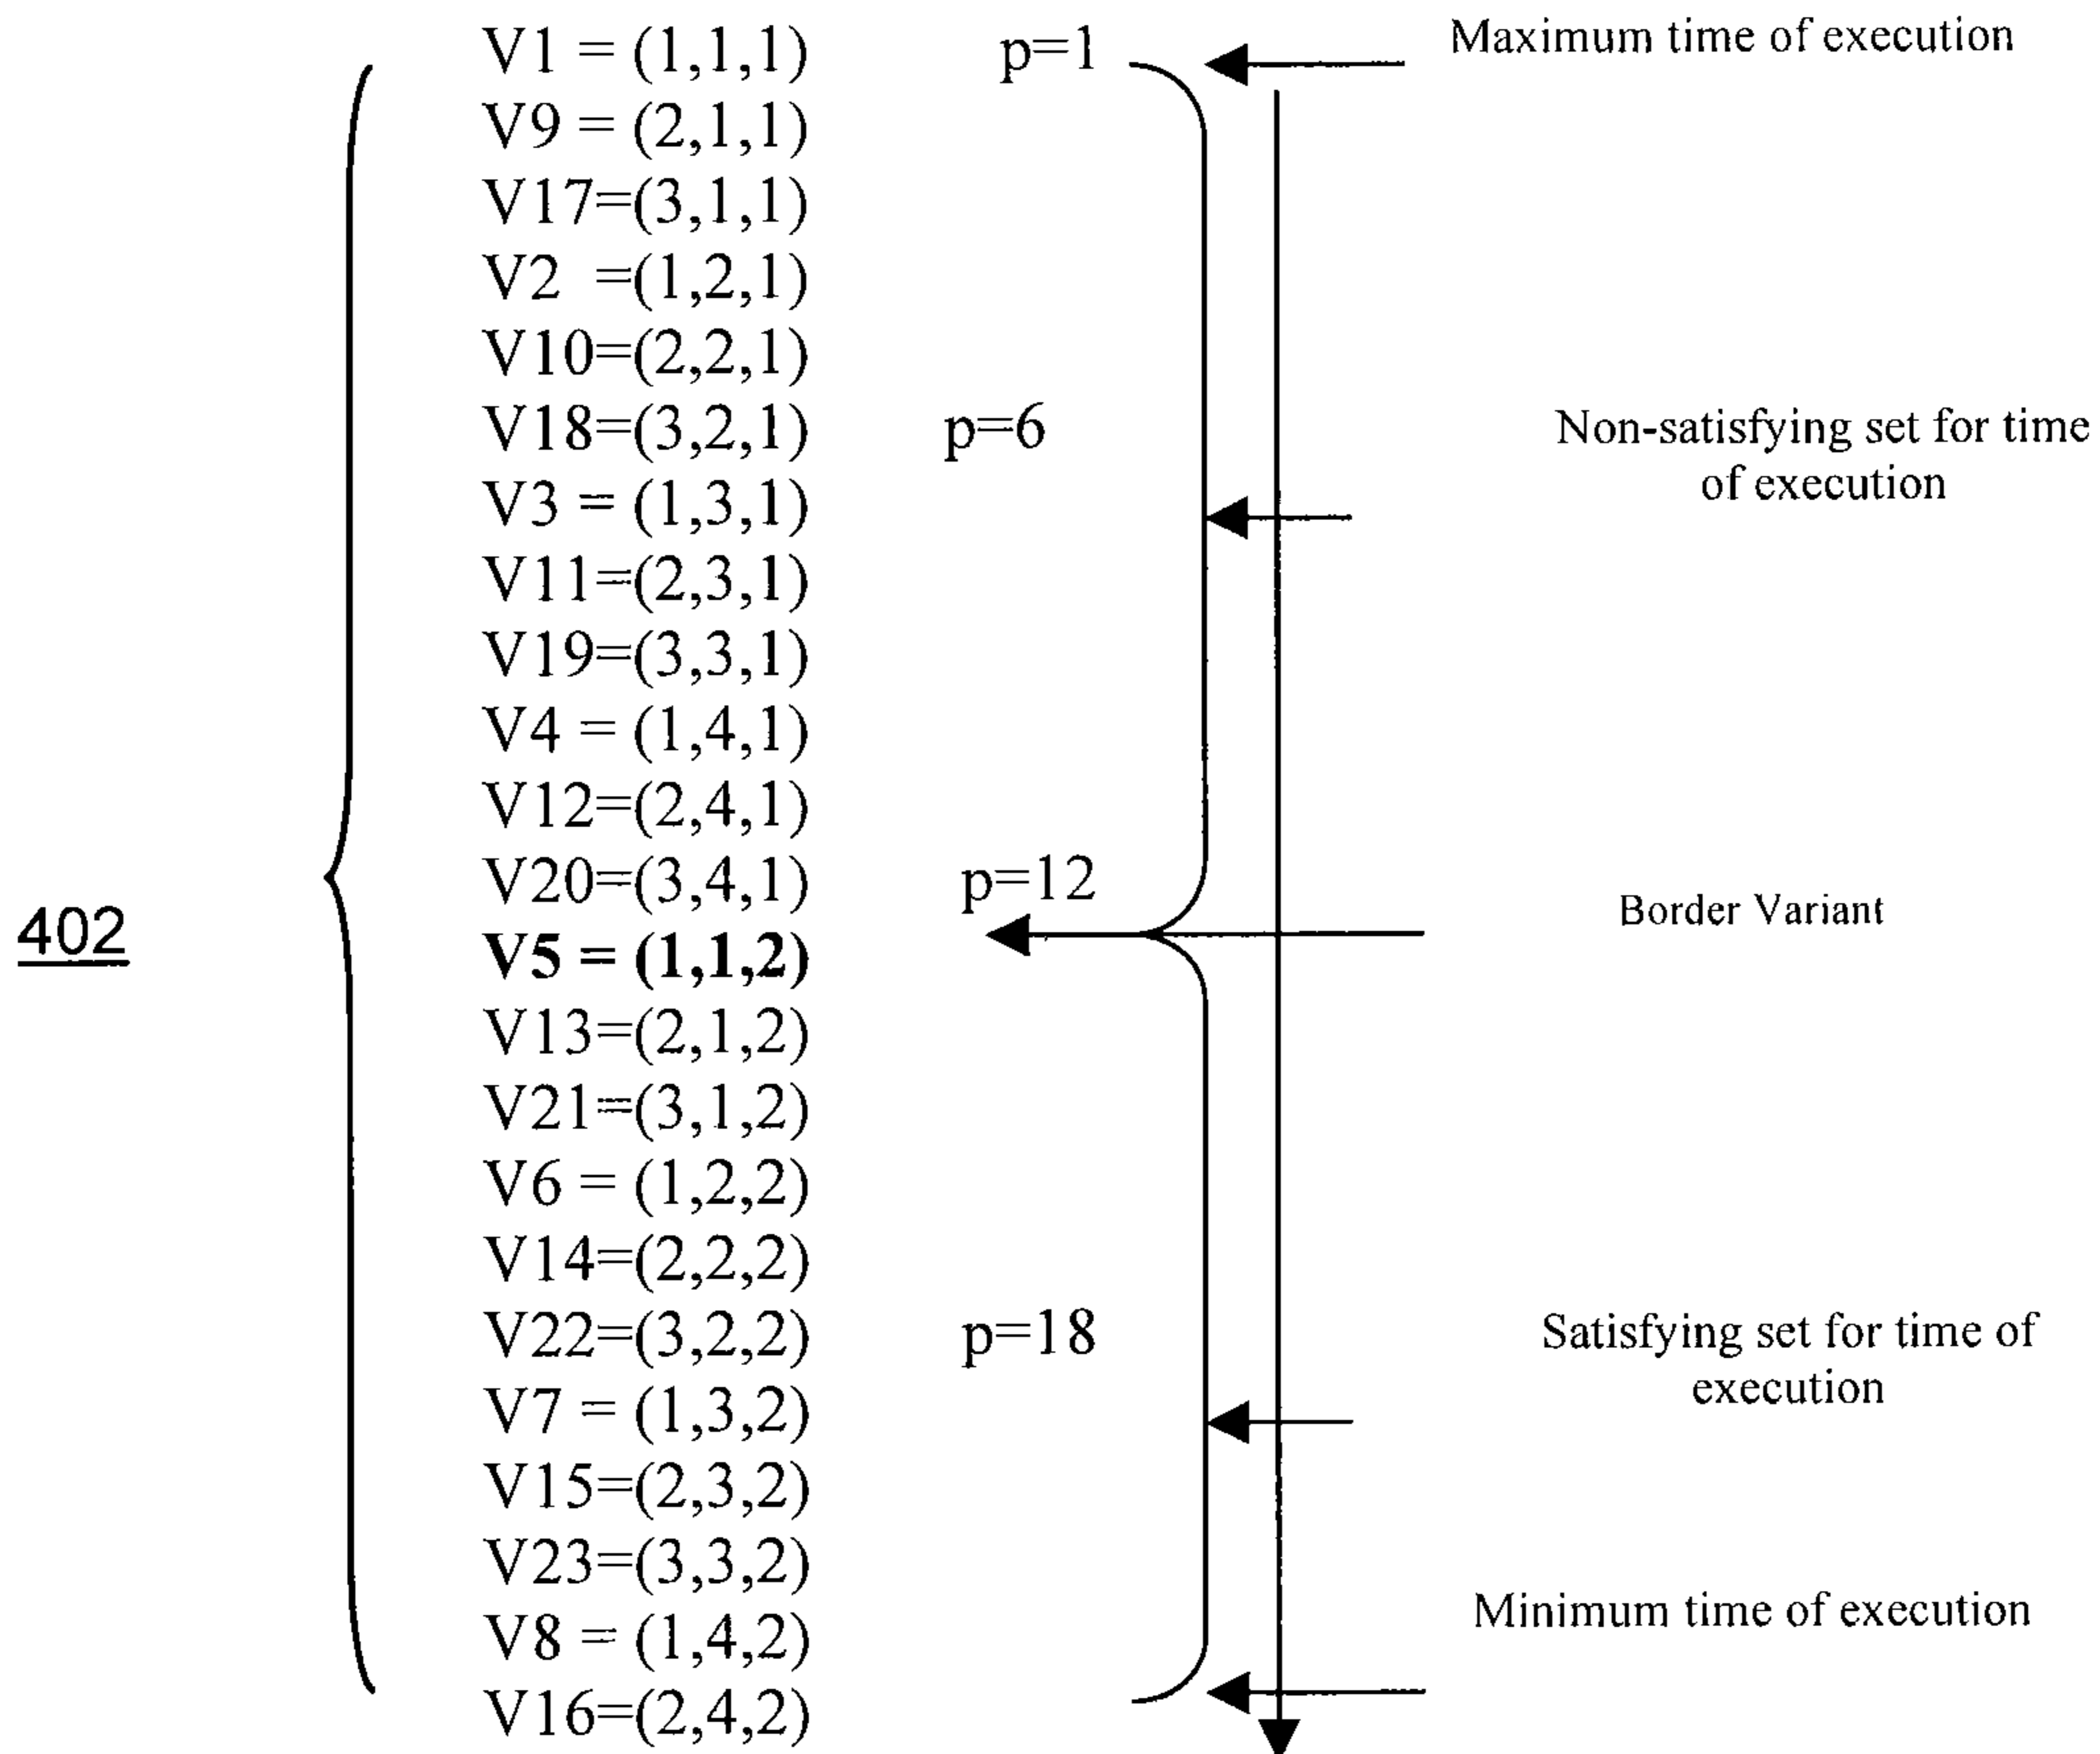 V1 = (1,1,1) p=1 Maximum time of execution
V9 = (2,1,1)
V17=(3,1,1)
V2 =(1,2,1)
V10=(2,2,1)
V18=(3,2,1) p=6 Non-satisfying set for time
of execution
V3 = (1,3,1)
V11=(2,3,1)
V19=(3,3,1)
V4 = (1,4,1)
V12=(2,4,1)
V20=(3,4,1) p=12 Border Variant
402 V5 = (1,1,2)
V13=(2,1,2)
V21=(3,1,2)
V6 = (1,2,2)
V14=(2,2,2)
V22=(3,2,2) p=18 Satisfying set for time of
execution
V7 = (1,3,2)
V15=(2,3,2)
V23=(3,3,2)
V8 = (1,4,2) Minimum time of execution
V16=(2,4,2)